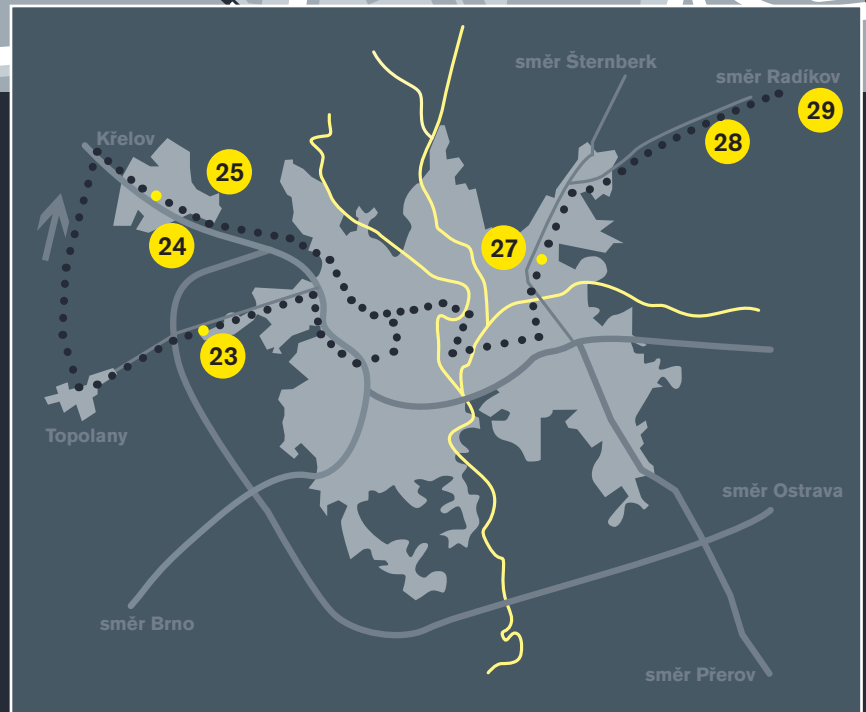 směr Šternberk
směr Radíkov
29
28
Křelov
25
24
27
23
Topolany
směr Ostrava
směr Brno
směr Přerov